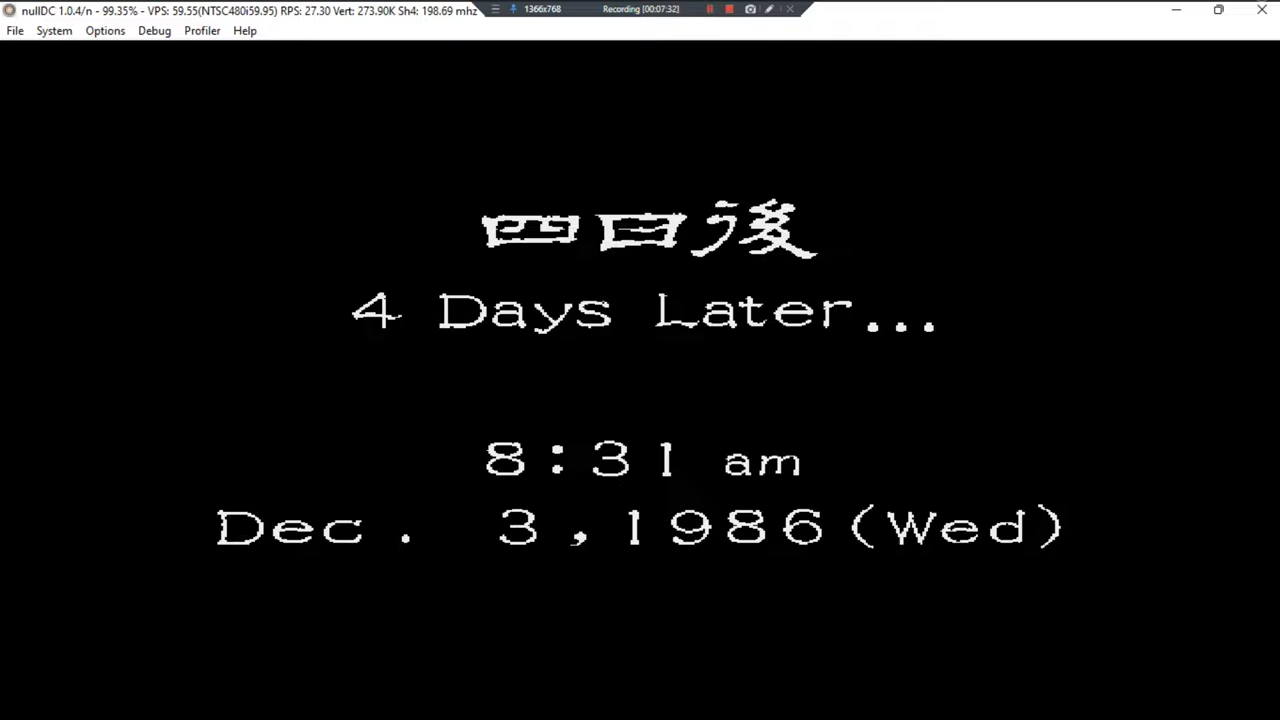 nullDC 1.0.4/n - 99.35% - VPS: 59.55(NTSC480i59.95) RPS: 27.30 Vert: 273.90K Sh4: 198.69 mhz
1366x768
Recording [00:07:32]
File System Options Debug Profiler Help
四日後
4 Days Later...
8:31 am
Dec. 3,1986(Wed)